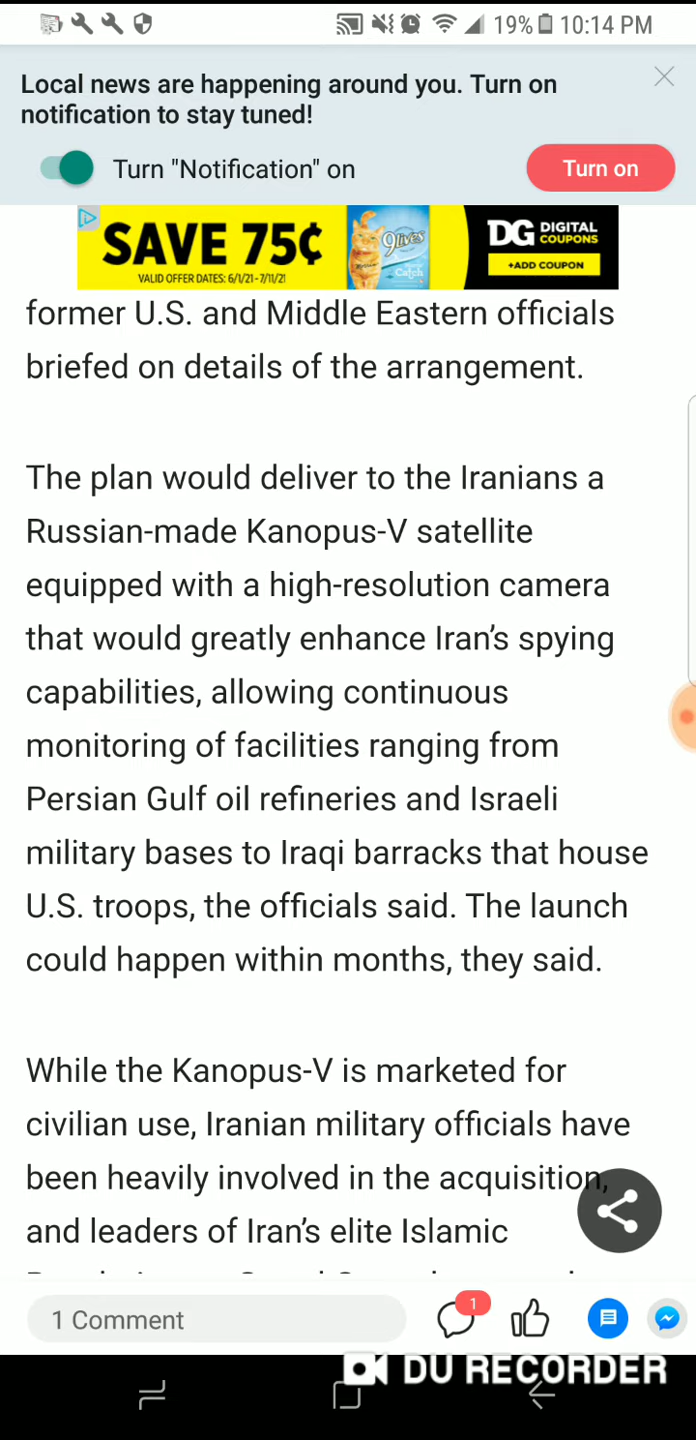 19% 10:14 PM
Local news are happening around you. Turn on
notification to stay tuned!
Turn "Notification" on
Turn on
SAVE 75¢
VALID OFFER DATES: 6/1/21-7/11/21
9Lives
Catch
DG DIGITAL
COUPONS
+ADD COUPON
former U.S. and Middle Eastern officials
briefed on details of the arrangement.
The plan would deliver to the Iranians a
Russian-made Kanopus-V satellite
equipped with a high-resolution camera
that would greatly enhance Iran's spying
capabilities, allowing continuous
monitoring of facilities ranging from
Persian Gulf oil refineries and Israeli
military bases to Iraqi barracks that house
U.S. troops, the officials said. The launch
could happen within months, they said.
While the Kanopus-V is marketed for
civilian use, Iranian military officials have
been heavily involved in the acquisition,
and leaders of Iran's elite Islamic
1 Comment
1
DU RECORDER